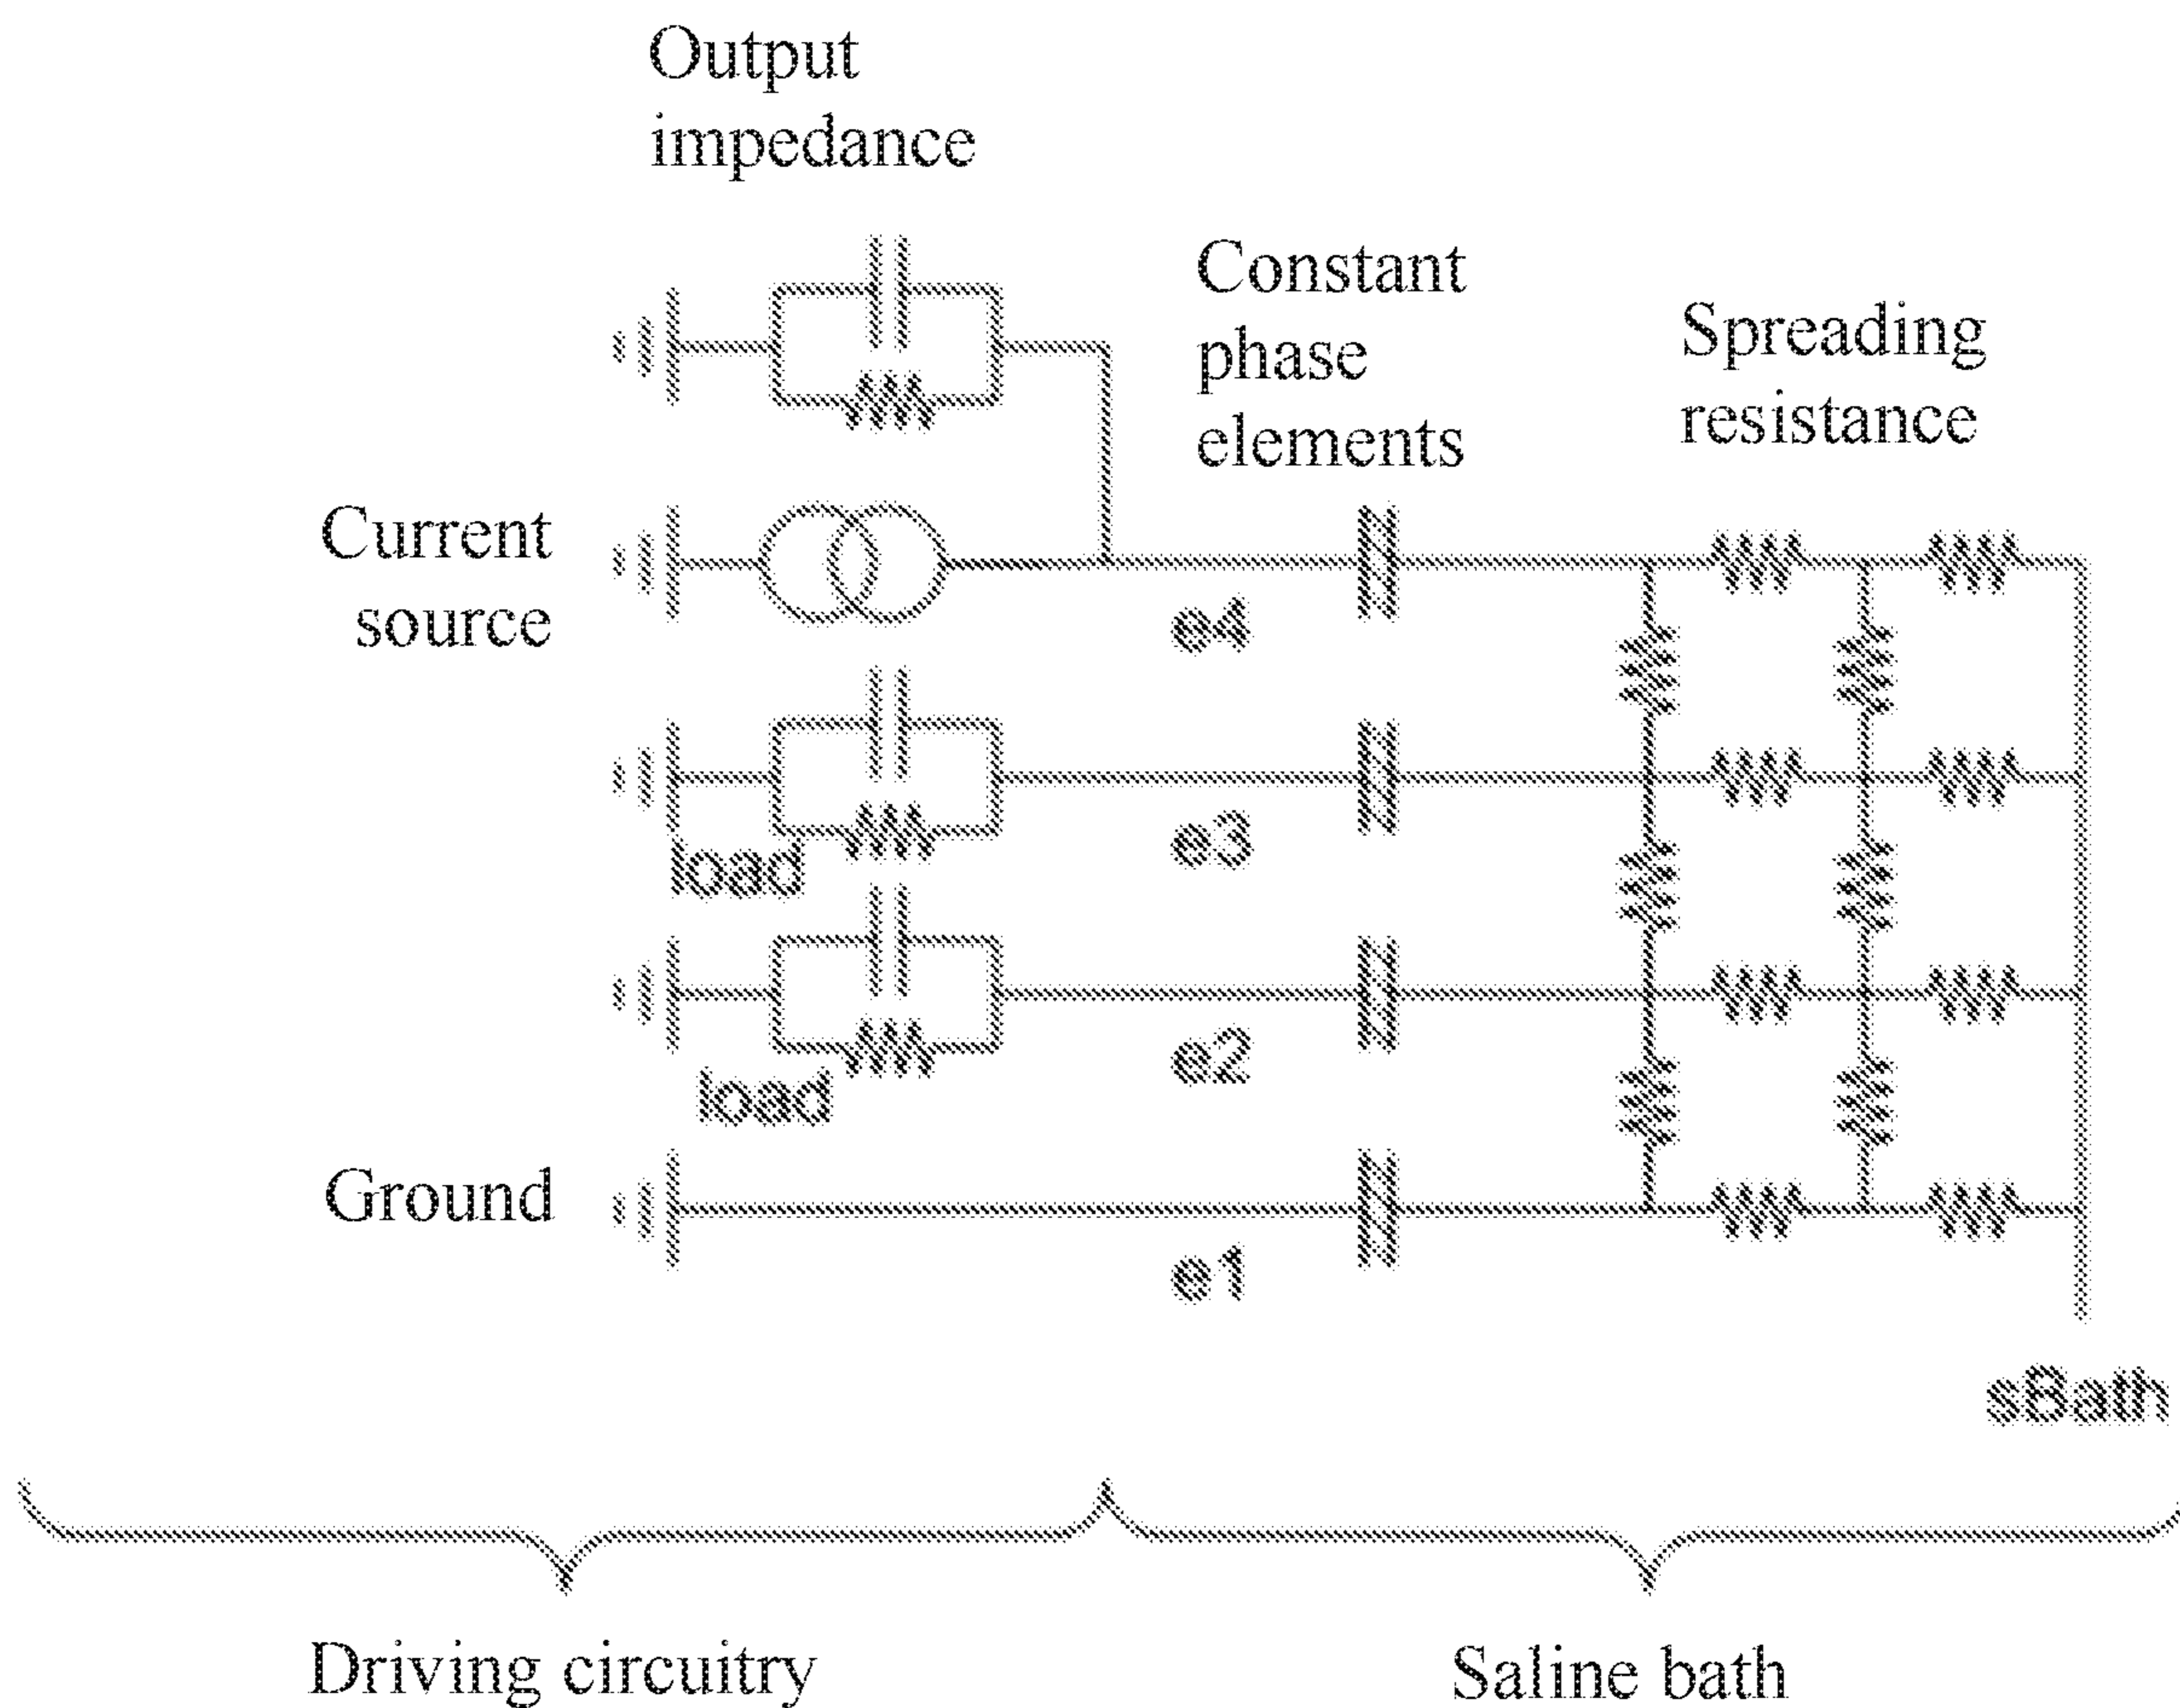 Output
impedance
Constant
phase
elements
Spreading
resistance
Current
source
e4
e3
load
e2
load
Ground
e1
sBath
Driving circuitry
Saline bath